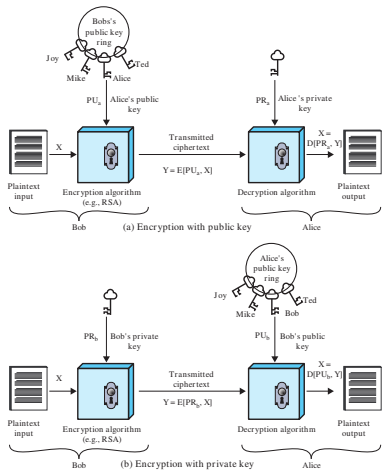 Bobs's
public key
ring
Joy
Ted
Mike
Alice
PUa
Alice's public
key
PRa
Alice's private
key
X
Transmitted
ciphertext
X =
D[PRa, Y]
Y = E[PUa, X]
Plaintext
input
Encryption algorithm
(e.g., RSA)
Decryption algorithm
Plaintext
output
Bob
(a) Encryption with public key
Alice
Alice's
public key
ring
Joy
Ted
Mike
Bob
PRb
Bob's private
key
PUb
Bob's public
key
X
Transmitted
ciphertext
X =
D[PUb, Y]
Y = E[PRb, X]
Plaintext
input
Encryption algorithm
(e.g., RSA)
Decryption algorithm
Plaintext
output
Bob
(b) Encryption with private key
Alice